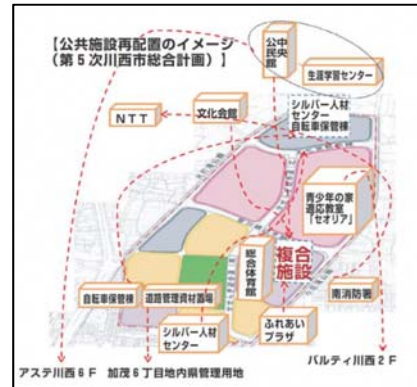 【公共施設再配置のイメージ
（第５次川西市総合計画）】
中央
公民館
生涯学習センター
シルバー人材
センター
自転車保管棟
文化会館
ＮＴＴ
青少年の家
適応教室
「セオリア」
総合体育館
複合
施設
自転車保管棟
道路管理資材置場
シルバー人材
センター
ふれあい
プラザ
南消防署
アステ川西６Ｆ
加茂６丁目地内県管理用地
パルティ川西２Ｆ